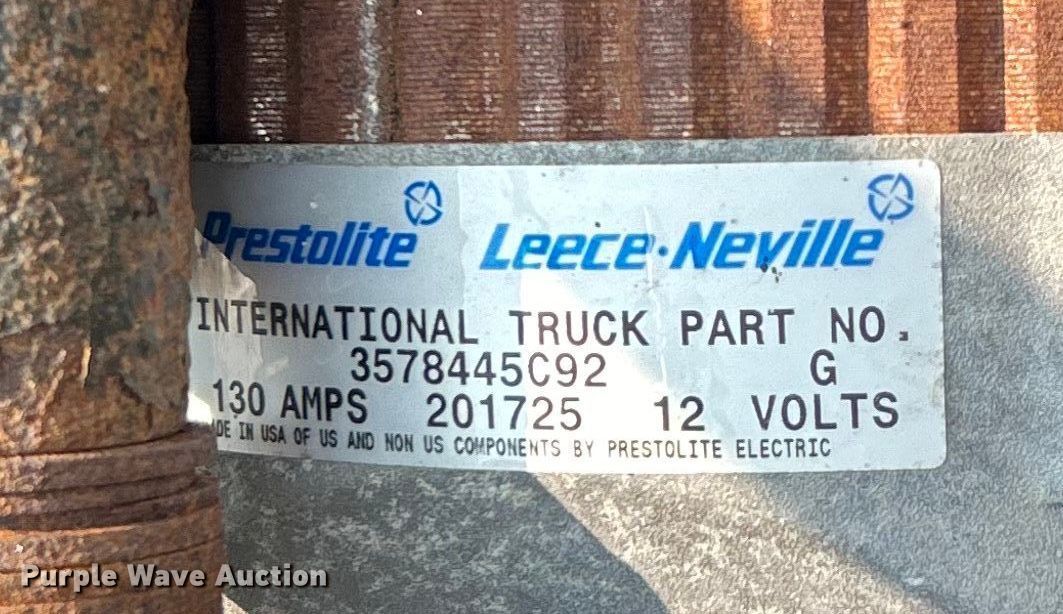 Prestolite Leece·Neville
INTERNATIONAL TRUCK PART NO.
3578445C92 G
130 AMPS 201725 12 VOLTS
ADE IN USA OF US AND NON US COMPONENTS BY PRESTOLITE ELECTRIC
Purple Wave Auction